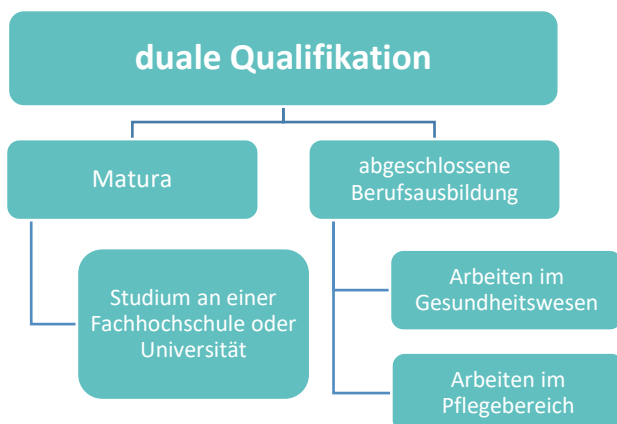 duale Qualifikation
Matura
Studium an einer
Fachhochschule oder
Universität
abgeschlossene
Berufsausbildung
Arbeiten im
Gesundheitswesen
Arbeiten im
Pflegebereich